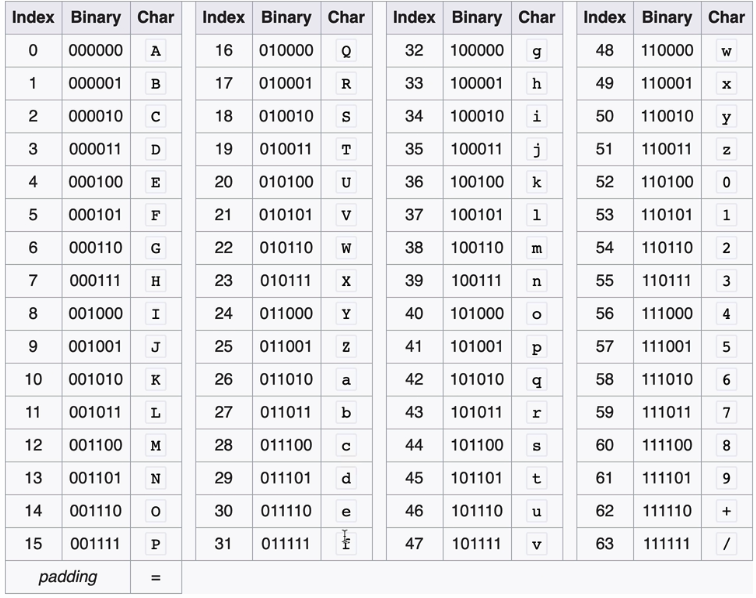 Index Binary Char Index Binary Char Index Binary Char Index Binary Char
0 000000 A 16 010000 Q 32 100000 g 48 110000 w
1 000001 B 17 010001 R 33 100001 h 49 110001 x
2 000010 C 18 010010 S 34 100010 i 50 110010 y
3 000011 D 19 010011 T 35 100011 j 51 110011 z
4 000100 E 20 010100 U 36 100100 k 52 110100 0
5 000101 F 21 010101 V 37 100101 l 53 110101 1
6 000110 G 22 010110 W 38 100110 m 54 110110 2
7 000111 H 23 010111 X 39 100111 n 55 110111 3
8 001000 I 24 011000 Y 40 101000 o 56 111000 4
9 001001 J 25 011001 Z 41 101001 p 57 111001 5
10 001010 K 26 011010 a 42 101010 q 58 111010 6
11 001011 L 27 011011 b 43 101011 r 59 111011 7
12 001100 M 28 011100 c 44 101100 s 60 111100 8
13 001101 N 29 011101 d 45 101101 t 61 111101 9
14 001110 O 30 011110 e 46 101110 u 62 111110 +
15 001111 P 31 011111 f 47 101111 v 63 111111 /
padding =